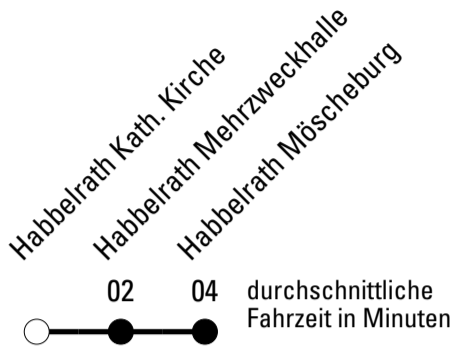 Habbelrath Kath. Kirche
Habbelrath Mehrzweckhalle
Habbelrath Möscheburg
02 04 durchschnittliche
Fahrzeit in Minuten